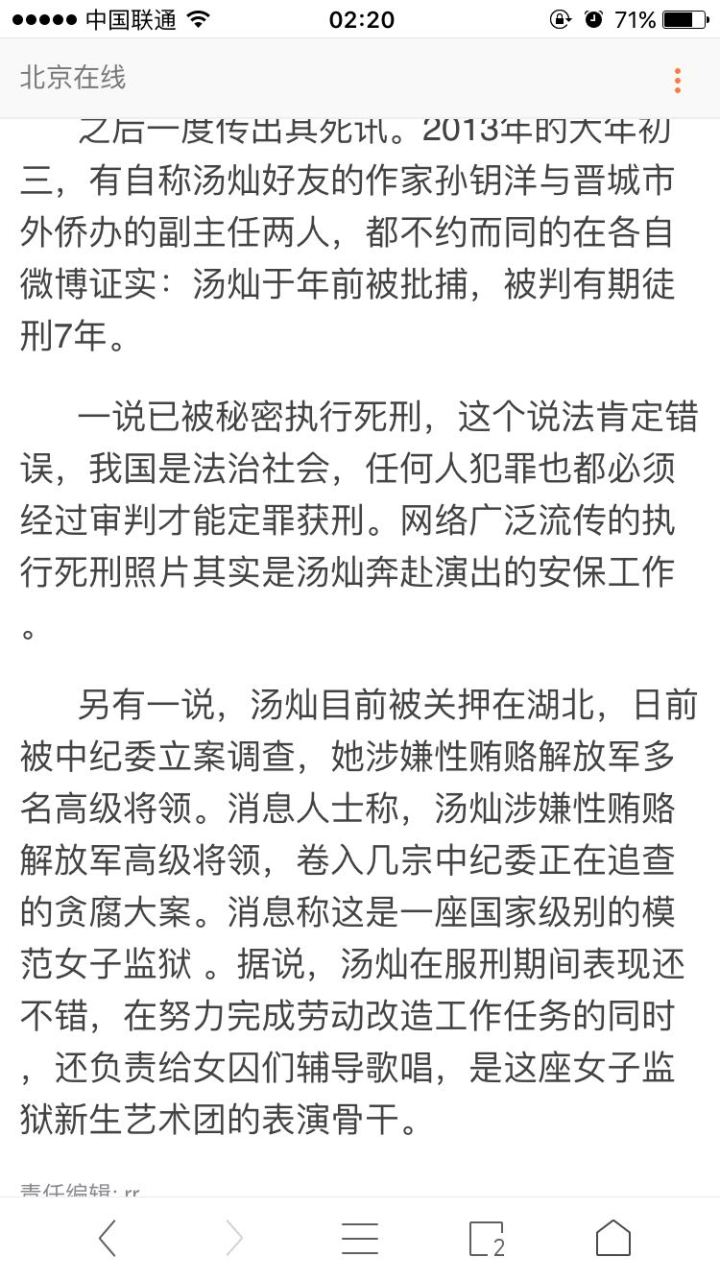 中国联通
02:20
71%
北京在线
之后一度传出其死讯。2013年的大年初
三，有自称汤灿好友的作家孙钥洋与晋城市
外侨办的副主任两人，都不约而同的在各自
微博证实：汤灿于年前被批捕，被判有期徒
刑7年。
一说已被秘密执行死刑，这个说法肯定错
误，我国是法治社会，任何人犯罪也都必须
经过审判才能定罪获刑。网络广泛流传的执
行死刑照片其实是汤灿奔赴演出的安保工作
。
另有一说，汤灿目前被关押在湖北，日前
被中纪委立案调查，她涉嫌性贿赂解放军多
名高级将领。消息人士称，汤灿涉嫌性贿赂
解放军高级将领，卷入几宗中纪委正在追查
的贪腐大案。消息称这是一座国家级别的模
范女子监狱 。据说，汤灿在服刑期间表现还
不错，在努力完成劳动改造工作任务的同时
，还负责给女囚们辅导歌唱，是这座女子监
狱新生艺术团的表演骨干。
责任编辑: rr
2